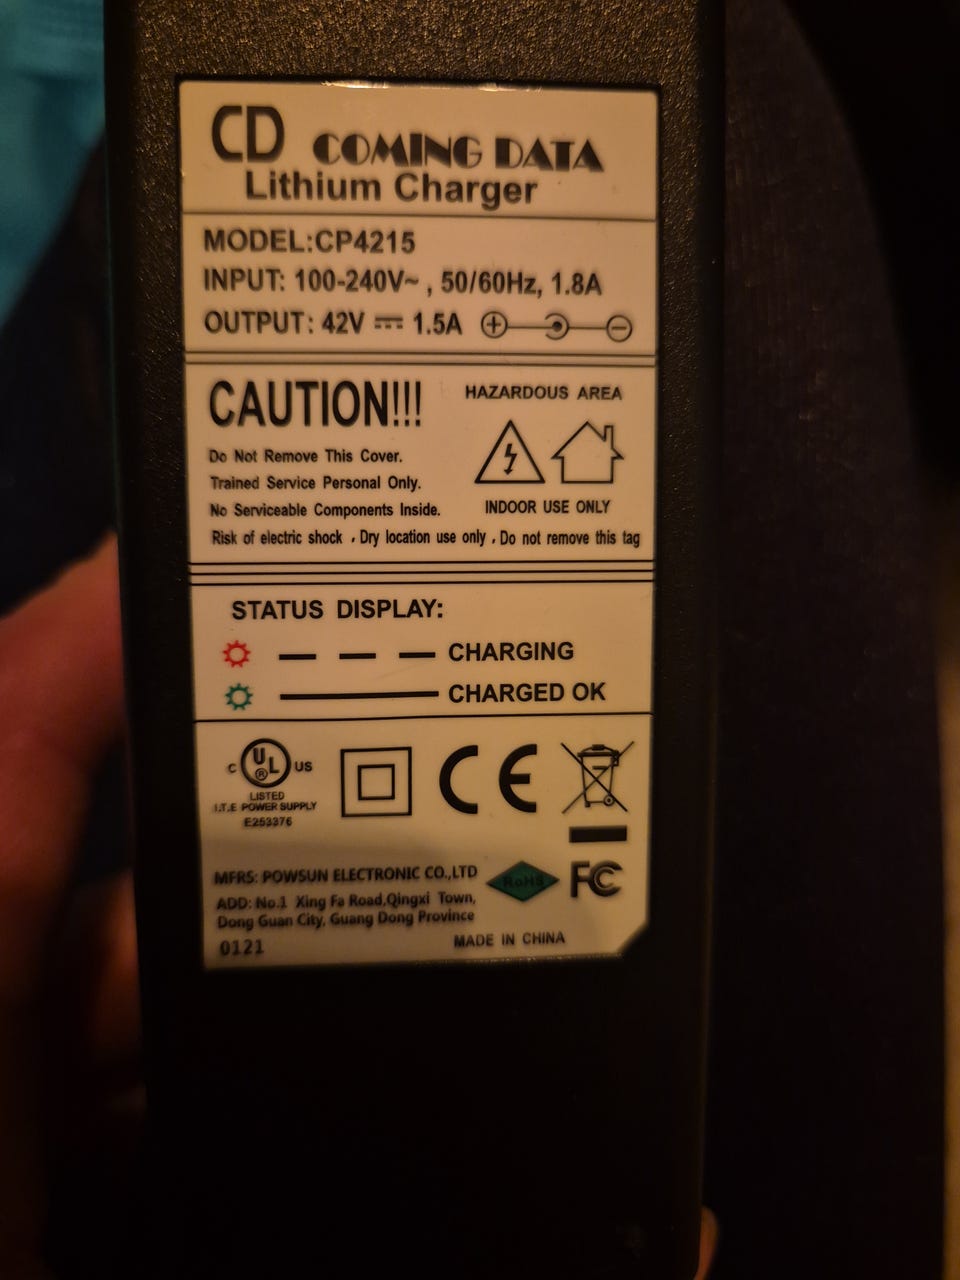 CD COMING DATA
Lithium Charger
MODEL:CP4215
INPUT: 100-240V~ , 50/60Hz, 1.8A
OUTPUT: 42V ⎓ 1.5A
CAUTION!!!
Do Not Remove This Cover.
Trained Service Personal Only.
No Serviceable Components Inside.
HAZARDOUS AREA
INDOOR USE ONLY
Risk of electric shock , Dry location use only , Do not remove this tag
STATUS DISPLAY:
CHARGING
CHARGED OK
C UL ® US
LISTED
I.T.E POWER SUPPLY
E253376
CE
MFRS: POWSUN ELECTRONIC CO.,LTD
ADD: No.1 Xing Fa Road,Qingxi Town,
Dong Guan City, Guang Dong Province
0121
RoHS
FC
MADE IN CHINA